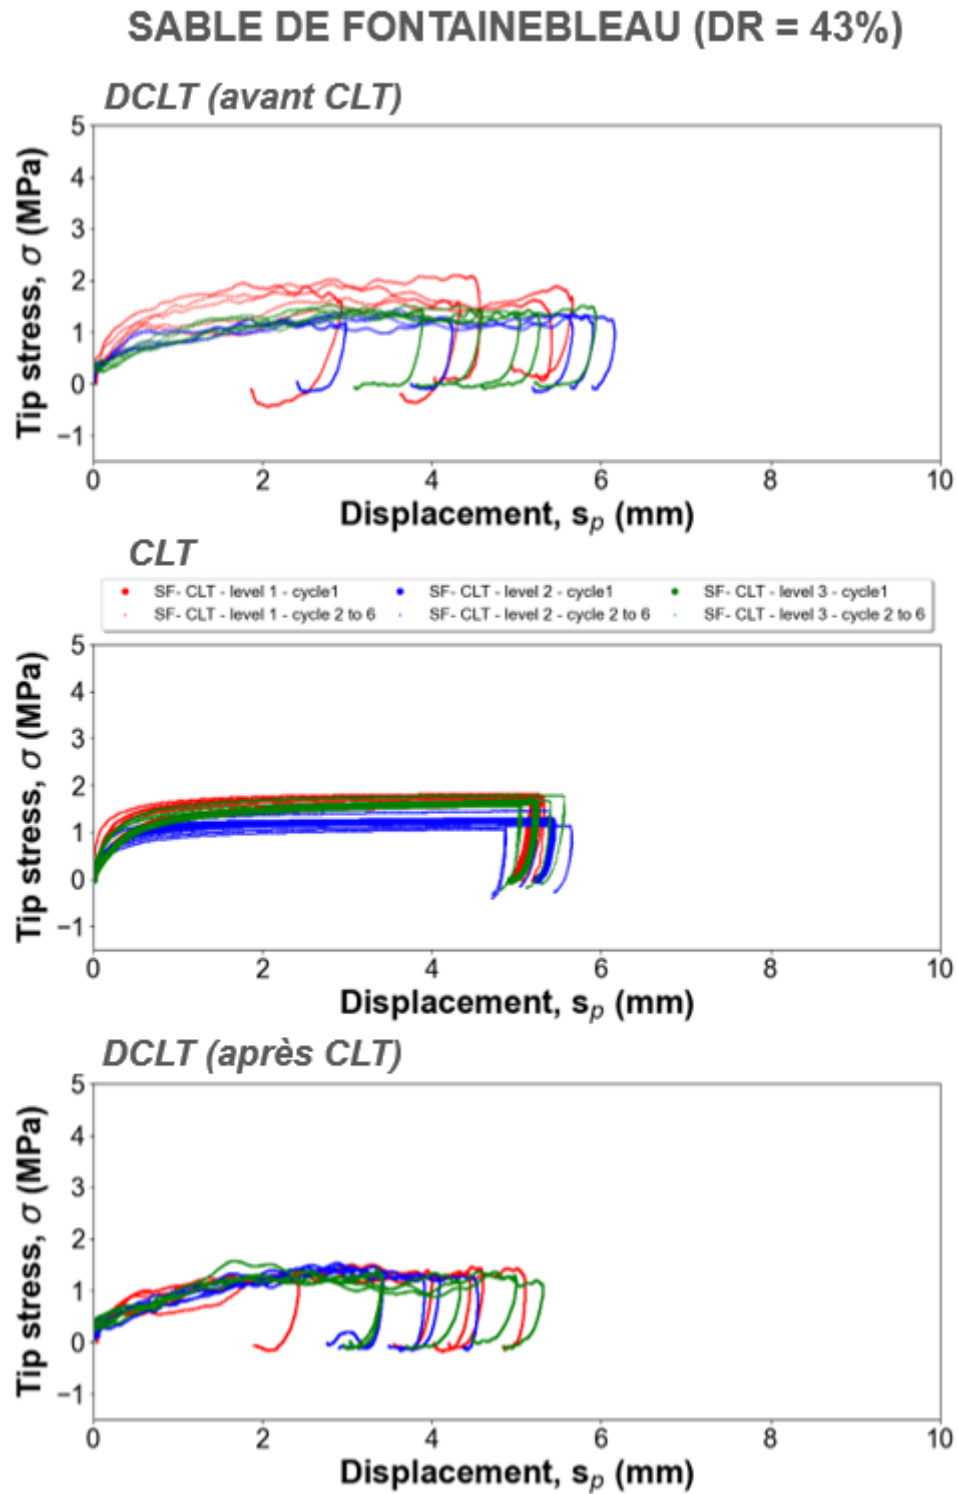 SABLE DE FONTAINEBLEAU (DR = 43%)
DCLT (avant CLT)
Tip stress, σ (MPa)
5
4
3
2
1
0
−1
0 2 4 6 8 10
Displacement, sₚ (mm)
CLT
SF- CLT - level 1 - cycle1 SF- CLT - level 2 - cycle1 SF- CLT - level 3 - cycle1
SF- CLT - level 1 - cycle 2 to 6 SF- CLT - level 2 - cycle 2 to 6 SF- CLT - level 3 - cycle 2 to 6
Tip stress, σ (MPa)
5
4
3
2
1
0
−1
0 2 4 6 8 10
Displacement, sₚ (mm)
DCLT (après CLT)
Tip stress, σ (MPa)
5
4
3
2
1
0
−1
0 2 4 6 8 10
Displacement, sₚ (mm)